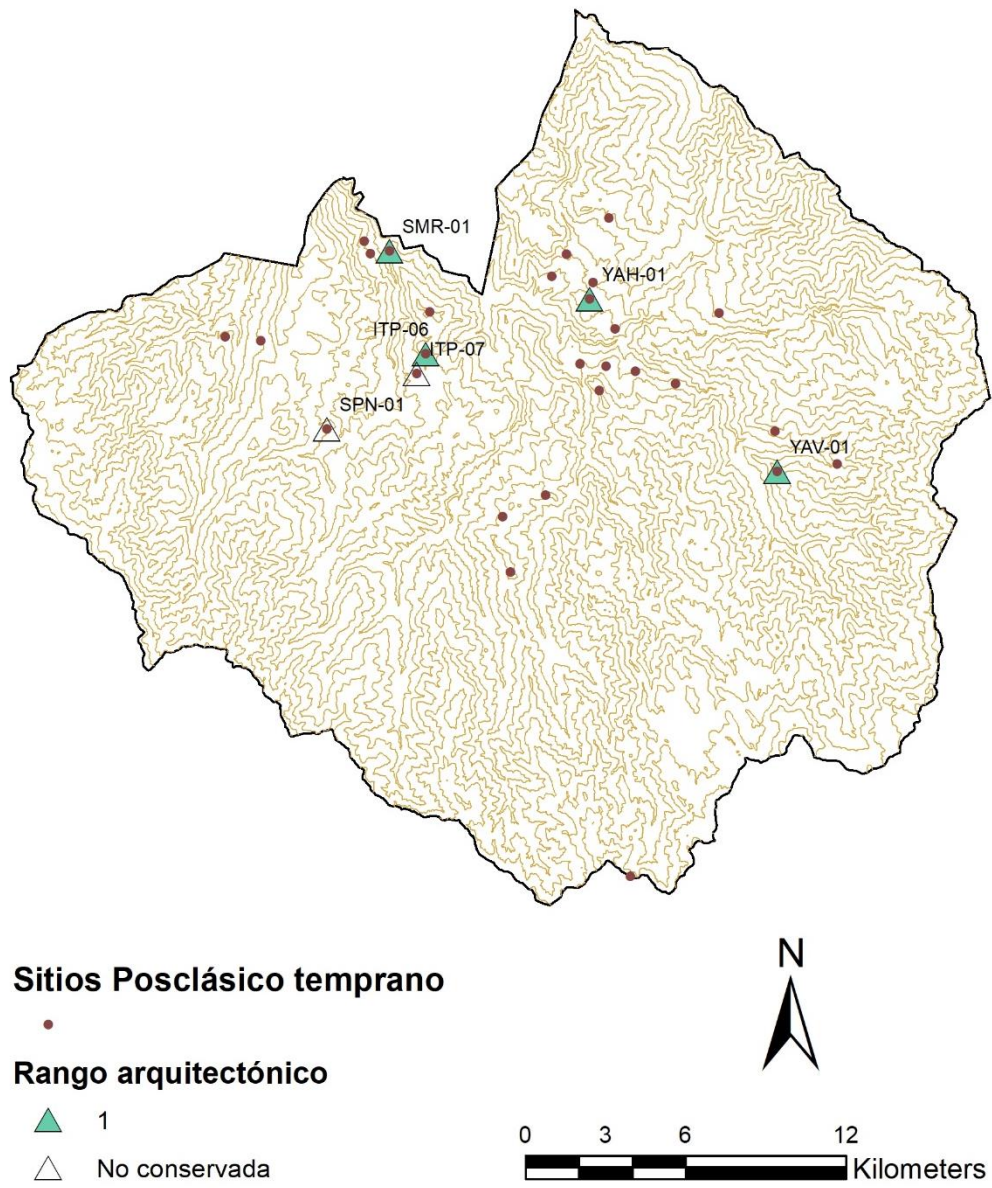 SMR-01
YAH-01
ITP-06
ITP-07
SPN-01
YAV-01
N
Sitios Posclásico temprano
Rango arquitectónico
1
No conservada
0 3 6 12
Kilometers